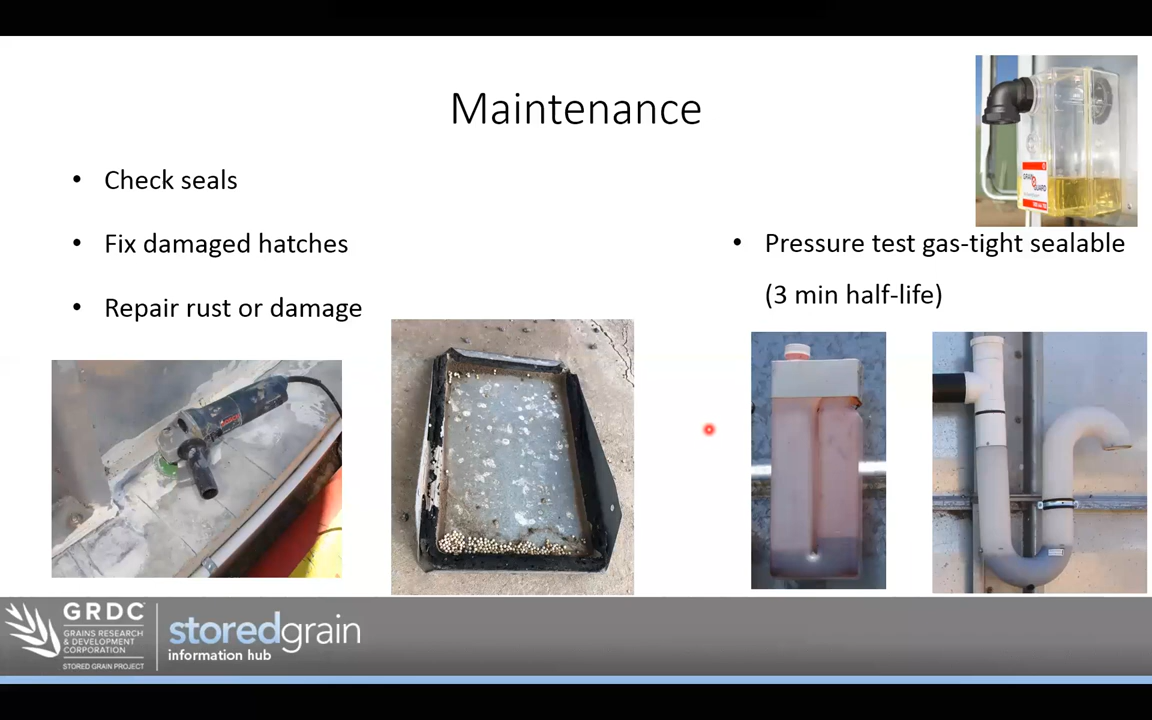 Maintenance
• Check seals
• Fix damaged hatches
• Repair rust or damage
• Pressure test gas-tight sealable
(3 min half-life)
GRDC
GRAINS RESEARCH
& DEVELOPMENT
CORPORATION
STORED GRAIN PROJECT
storedgrain
information hub